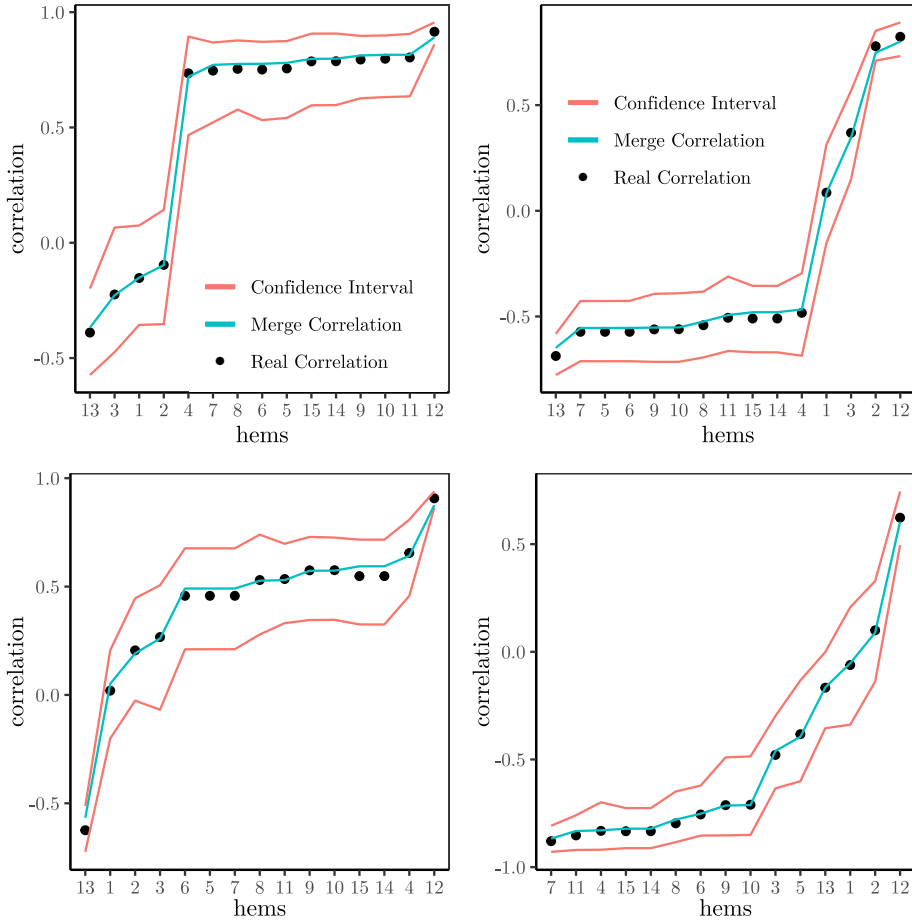 1.0
0.5
0.0
-0.5
correlation
Confidence Interval
Merge Correlation
Real Correlation
13 3 1 2 4 7 8 6 5 15 14 9 10 11 12
hems
0.5
0.0
-0.5
correlation
Confidence Interval
Merge Correlation
Real Correlation
13 7 5 6 9 10 8 11 15 14 4 1 3 2 12
hems
1.0
0.5
0.0
-0.5
correlation
13 1 2 3 6 5 7 8 11 9 10 15 14 4 12
hems
0.5
0.0
-0.5
-1.0
correlation
7 11 4 15 14 8 6 9 10 3 5 13 1 2 12
hems